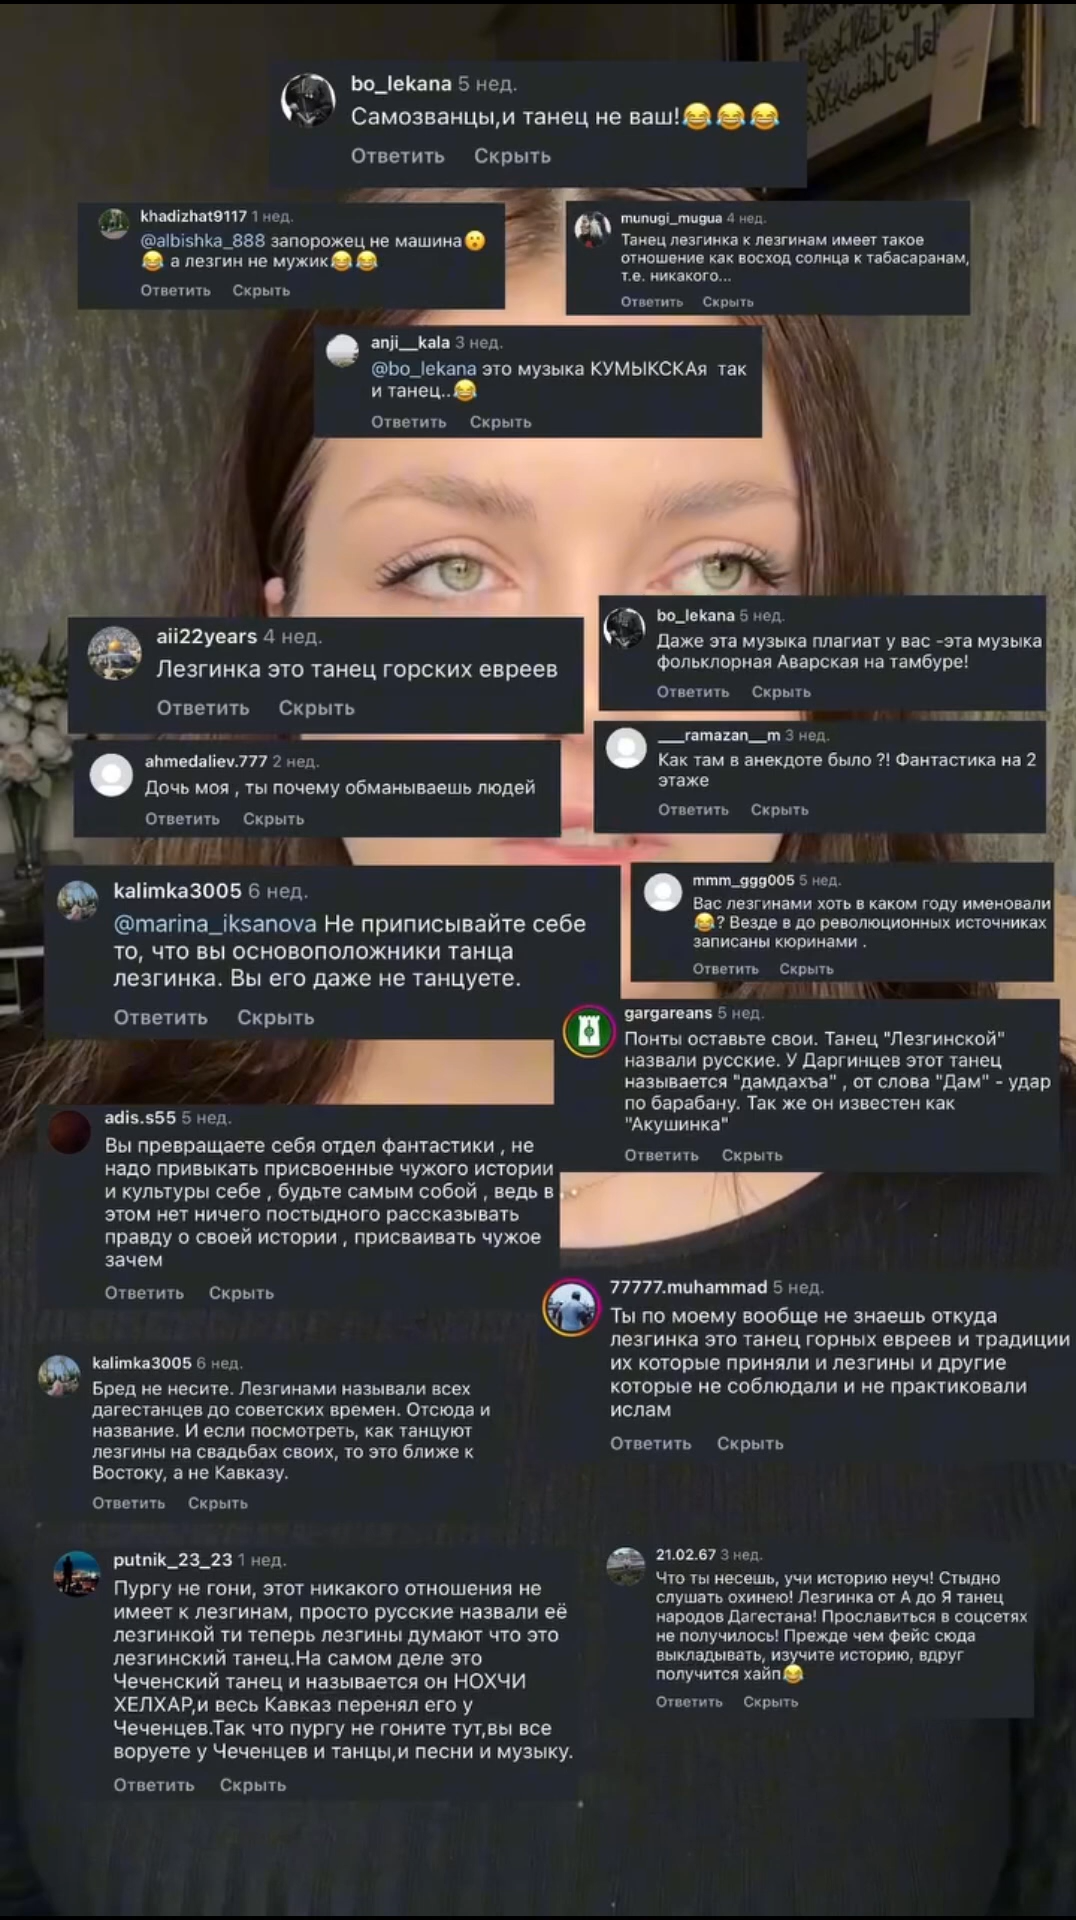 bo_lekana 5 нед.
Самозванцы,и танец не ваш!😂😂😂
Ответить Скрыть
khadizhat9117 1 нед.
@albishka_888 запорожец не машина😮
😂 а лезгин не мужик😂😂
Ответить Скрыть
munugi_mugua 4 нед.
Танец лезгинка к лезгинам имеет такое
отношение как восход солнца к табасаранам,
т.е. никакого...
Ответить Скрыть
anji__kala 3 нед.
@bo_lekana это музыка КУМЫКСКАя так
и танец..😂
Ответить Скрыть
aii22years 4 нед.
Лезгинка это танец горских евреев
Ответить Скрыть
bo_lekana 5 нед.
Даже эта музыка плагиат у вас -эта музыка
фольклорная Аварская на тамбуре!
Ответить Скрыть
ahmedaliev.777 2 нед.
Дочь моя , ты почему обманываешь людей
Ответить Скрыть
___ramazan__m 3 нед.
Как там в анекдоте было ?! Фантастика на 2
этаже
Ответить Скрыть
kalimka3005 6 нед.
@marina_iksanova Не приписывайте себе
то, что вы основоположники танца
лезгинка. Вы его даже не танцуете.
Ответить Скрыть
mmm_ggg005 5 нед.
Вас лезгинами хоть в каком году именовали
😂? Везде в до революционных источниках
записаны кюринами .
Ответить Скрыть
gargareans 5 нед.
Понты оставьте свои. Танец "Лезгинской"
назвали русские. У Даргинцев этот танец
называется "дамдахъа" , от слова "Дам" - удар
по барабану. Так же он известен как
"Акушинка"
Ответить Скрыть
adis.s55 5 нед.
Вы превращаете себя отдел фантастики , не
надо привыкать присвоенные чужого истории
и культуры себе , будьте самым собой , ведь в
этом нет ничего постыдного рассказывать
правду о своей истории , присваивать чужое
зачем
Ответить Скрыть
77777.muhammad 5 нед.
Ты по моему вообще не знаешь откуда
лезгинка это танец горных евреев и традиции
их которые приняли и лезгины и другие
которые не соблюдали и не практиковали
ислам
Ответить Скрыть
kalimka3005 6 нед.
Бред не несите. Лезгинами называли всех
дагестанцев до советских времен. Отсюда и
название. И если посмотреть, как танцуют
лезгины на свадьбах своих, то это ближе к
Востоку, а не Кавказу.
Ответить Скрыть
putnik_23_23 1 нед.
Пургу не гони, этот никакого отношения не
имеет к лезгинам, просто русские назвали её
лезгинкой ти теперь лезгины думают что это
лезгинский танец.На самом деле это
Чеченский танец и называется он НОХЧИ
ХЕЛХАР,и весь Кавказ перенял его у
Чеченцев.Так что пургу не гоните тут,вы все
воруете у Чеченцев и танцы,и песни и музыку.
Ответить Скрыть
21.02.67 3 нед.
Что ты несешь, учи историю неуч! Стыдно
слушать охинею! Лезгинка от А до Я танец
народов Дагестана! Прославиться в соцсетях
не получилось! Прежде чем фейс сюда
выкладывать, изучите историю, вдруг
получится хайп😂
Ответить Скрыть